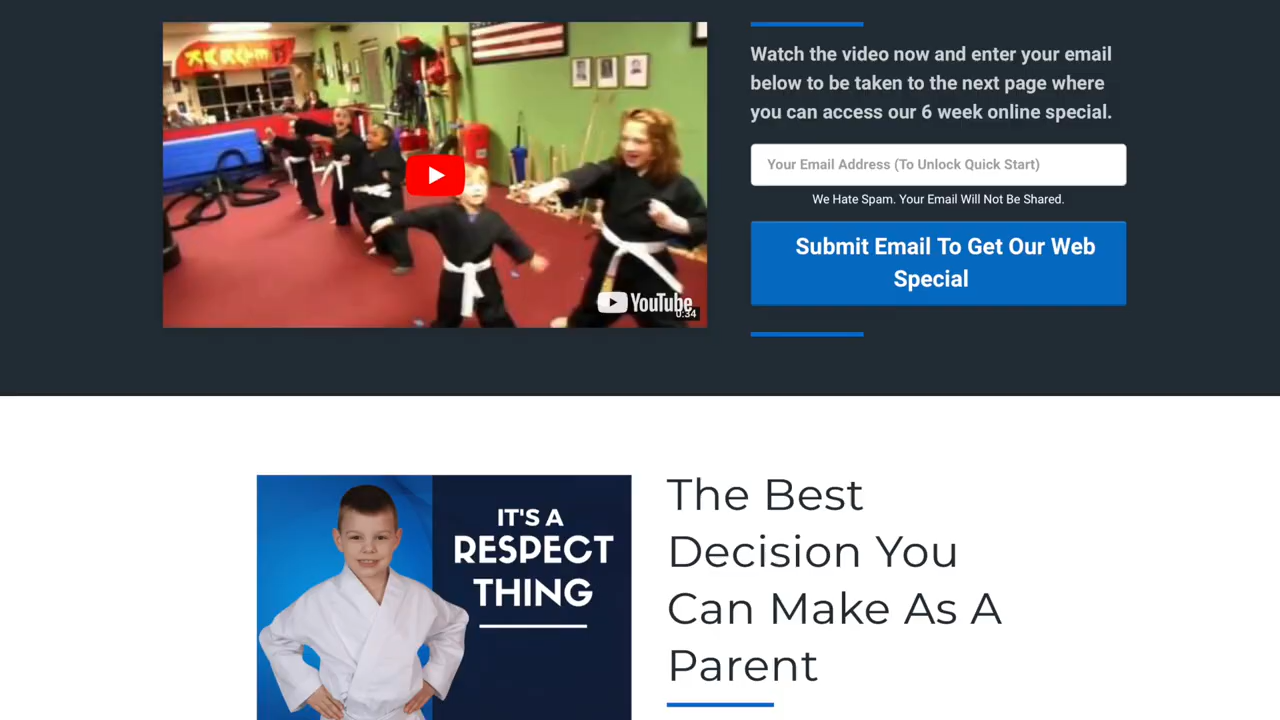 Watch the video now and enter your email
below to be taken to the next page where
you can access our 6 week online special.
Your Email Address (To Unlock Quick Start)
We Hate Spam. Your Email Will Not Be Shared.
Submit Email To Get Our Web
Special
YouTube
0:34
IT'S A
RESPECT
THING
The Best
Decision You
Can Make As A
Parent